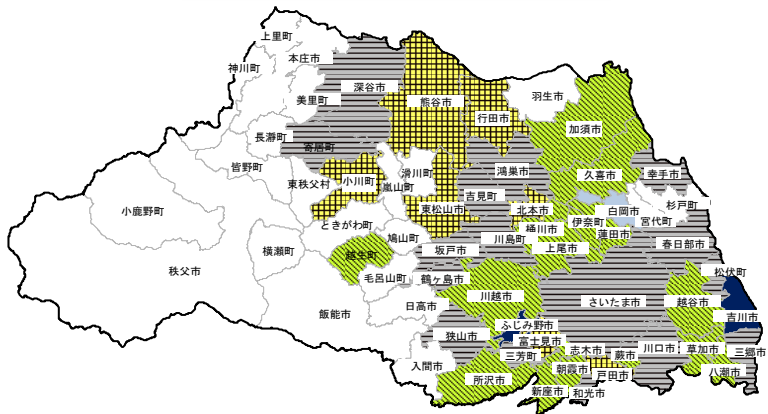 上里町
本庄市
神川町
美里町
深谷市
熊谷市
行田市
羽生市
加須市
長瀞町
寄居町
皆野町
東秩父村
小川町
嵐山町
滑川町
鴻巣市
久喜市
幸手市
吉見町
東松山市
北本市
白岡市
杉戸町
小鹿野町
ときがわ町
桶川市
伊奈町
蓮田市
宮代町
鳩山町
川島町
上尾市
春日部市
横瀬町
越生町
坂戸市
秩父市
毛呂山町
鶴ヶ島市
松伏町
川越市
さいたま市
越谷市
飯能市
日高市
吉川市
ふじみ野市
狭山市
富士見市
三芳町
志木市
川口市
草加市
三郷市
入間市
朝霞市
蕨市
戸田市
八潮市
所沢市
新座市
和光市